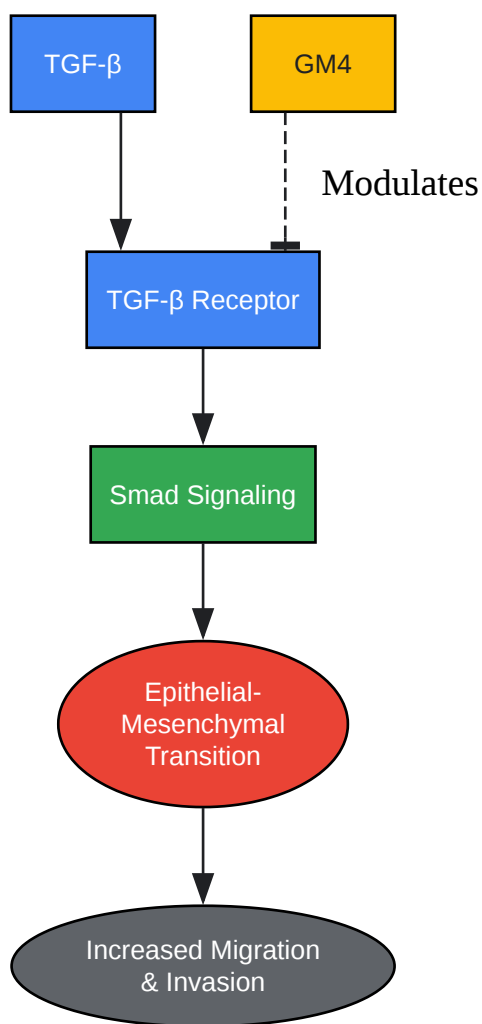 TGF-β
GM4
Modulates
TGF-β Receptor
Smad Signaling
Epithelial-
Mesenchymal
Transition
Increased Migration
& Invasion